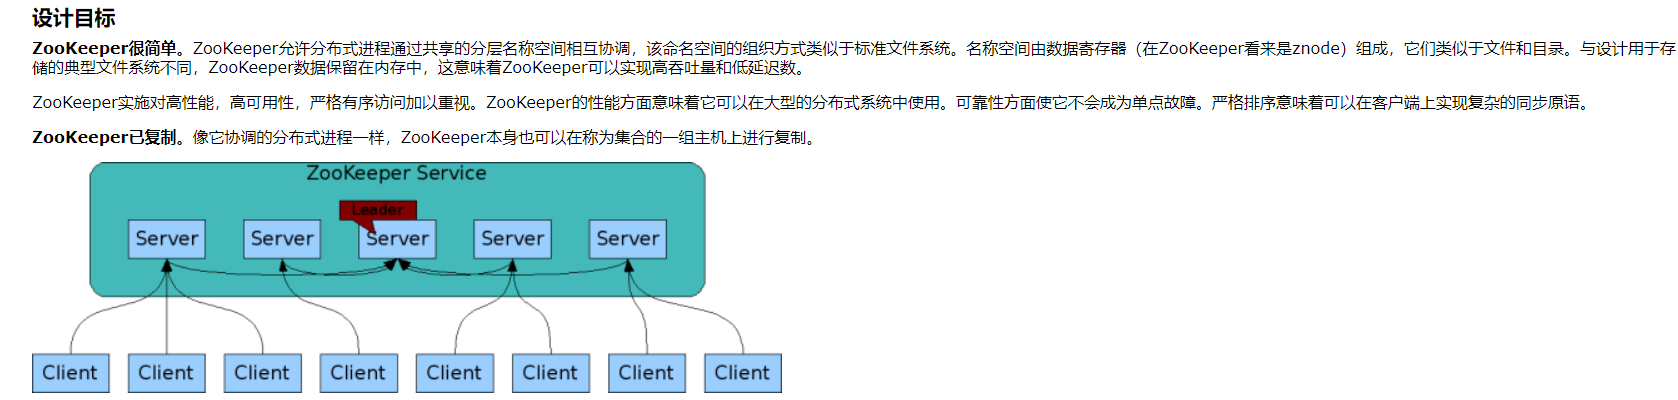 设计目标
ZooKeeper很简单。ZooKeeper允许分布式进程通过共享的分层名称空间相互协调，该命名空间的组织方式类似于标准文件系统。名称空间由数据寄存器（在ZooKeeper看来是znode）组成，它们类似于文件和目录。与设计用于存
储的典型文件系统不同，ZooKeeper数据保留在内存中，这意味着ZooKeeper可以实现高吞吐量和低延迟数。
ZooKeeper实施对高性能，高可用性，严格有序访问加以重视。ZooKeeper的性能方面意味着它可以在大型的分布式系统中使用。可靠性方面使它不会成为单点故障。严格排序意味着可以在客户端上实现复杂的同步原语。
ZooKeeper已复制。像它协调的分布式进程一样，ZooKeeper本身也可以在称为集合的一组主机上进行复制。
ZooKeeper Service
Leader
Server Server Server Server Server
Client Client Client Client Client Client Client Client